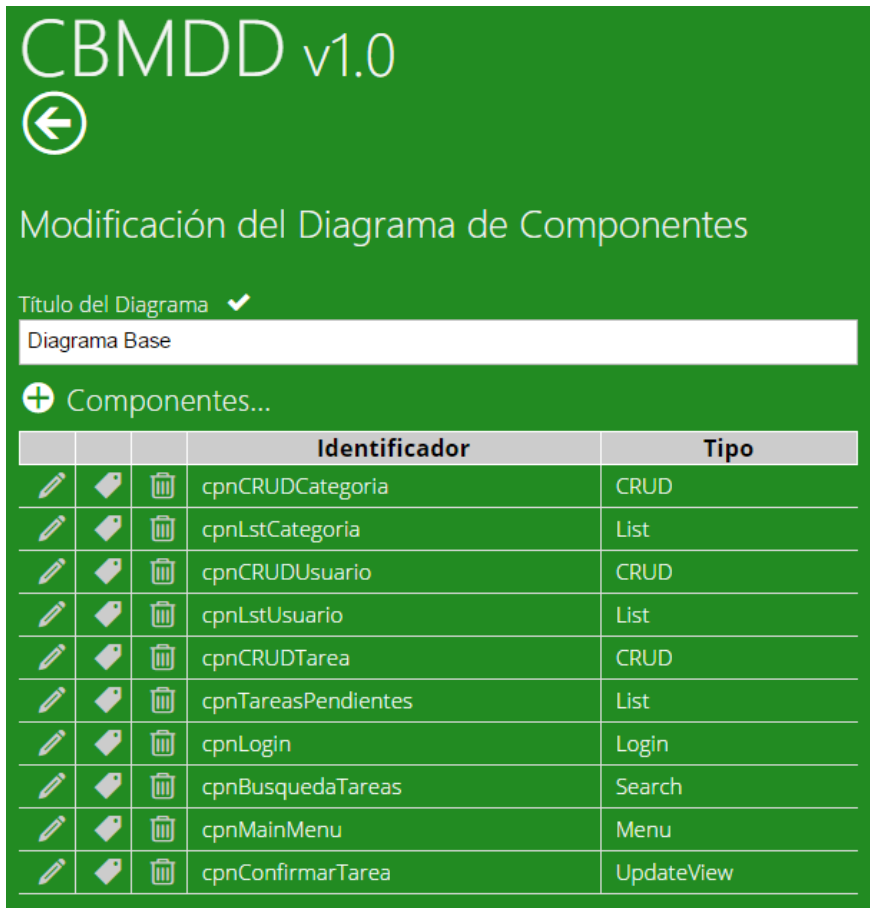 CBMDD v1.0
Modificación del Diagrama de Componentes
Título del Diagrama
Diagrama Base
Componentes...
Identificador Tipo
cpnCRUDCategoria CRUD
cpnLstCategoria List
cpnCRUDUsuario CRUD
cpnLstUsuario List
cpnCRUDTarea CRUD
cpnTareasPendientes List
cpnLogin Login
cpnBusquedaTareas Search
cpnMainMenu Menu
cpnConfirmarTarea UpdateView